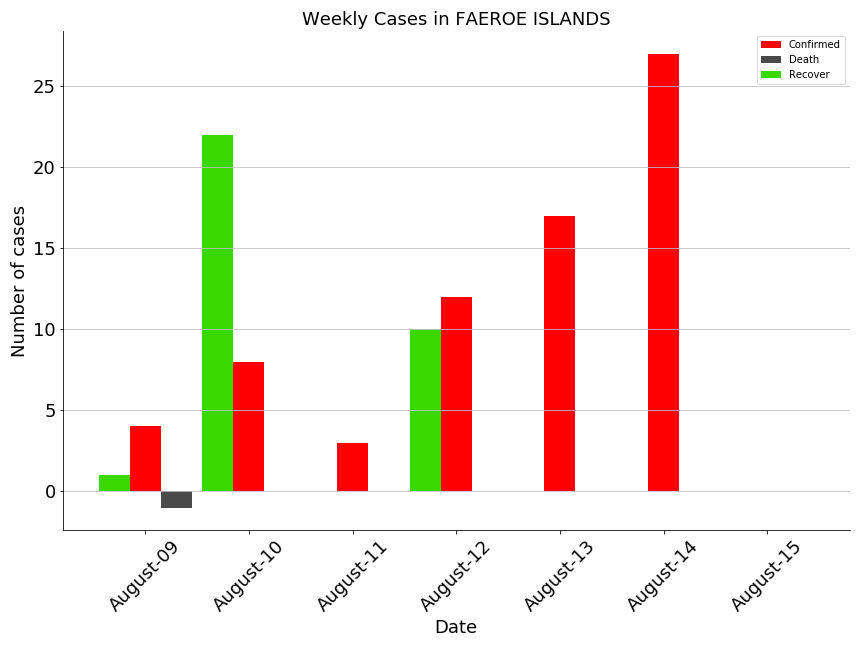 Weekly Cases in FAEROE ISLANDS
Confirmed
Death
Recover
Number of cases
25
20
15
10
5
0
August-09
August-10
August-11
August-12
August-13
August-14
August-15
Date